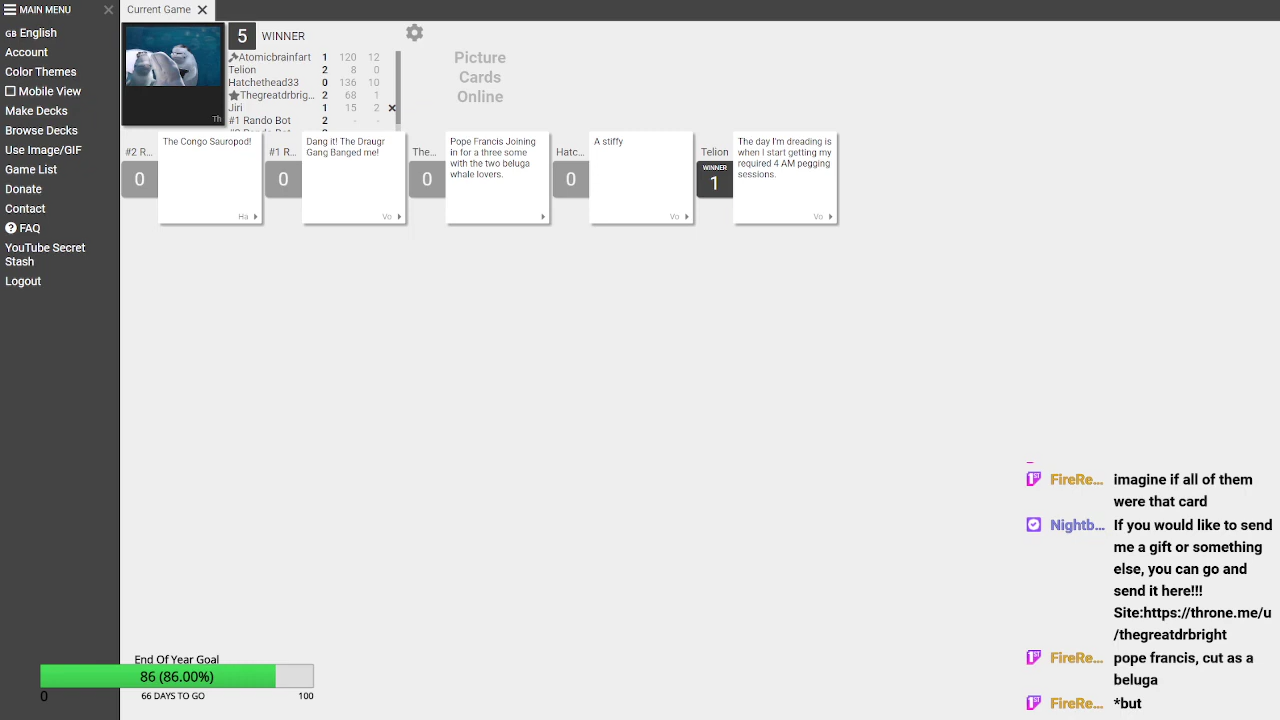 MAIN MENU
GB English
Account
Color Themes
Mobile View
Make Decks
Browse Decks
Use Image/GIF
Game List
Donate
Contact
FAQ
YouTube Secret
Stash
Logout
Current Game
Th
5 WINNER
Atomicbrainfart 1 120 12
Telion 2 8 0
Hatchethead33 0 136 10
Thegreatdrbrig... 2 68 1
Jiri 1 15 2
#1 Rando Bot 2 - -
Picture
Cards
Online
#2 R...
0
The Congo Sauropod!
Ha
#1 R...
0
Dang it! The Draugr
Gang Banged me!
Vo
The...
0
Pope Francis Joining
in for a three some
with the two beluga
whale lovers.
Hatc...
0
A stiffy
Vo
Telion
WINNER
1
The day I'm dreading is
when I start getting my
required 4 AM pegging
sessions.
Vo
FireRe... imagine if all of them
were that card
Nightb... If you would like to send
me a gift or something
else, you can go and
send it here!!!
Site:https://throne.me/u
/thegreatdrbright
FireRe... pope francis, cut as a
beluga
FireRe... *but
End Of Year Goal
86 (86.00%)
0 66 DAYS TO GO 100